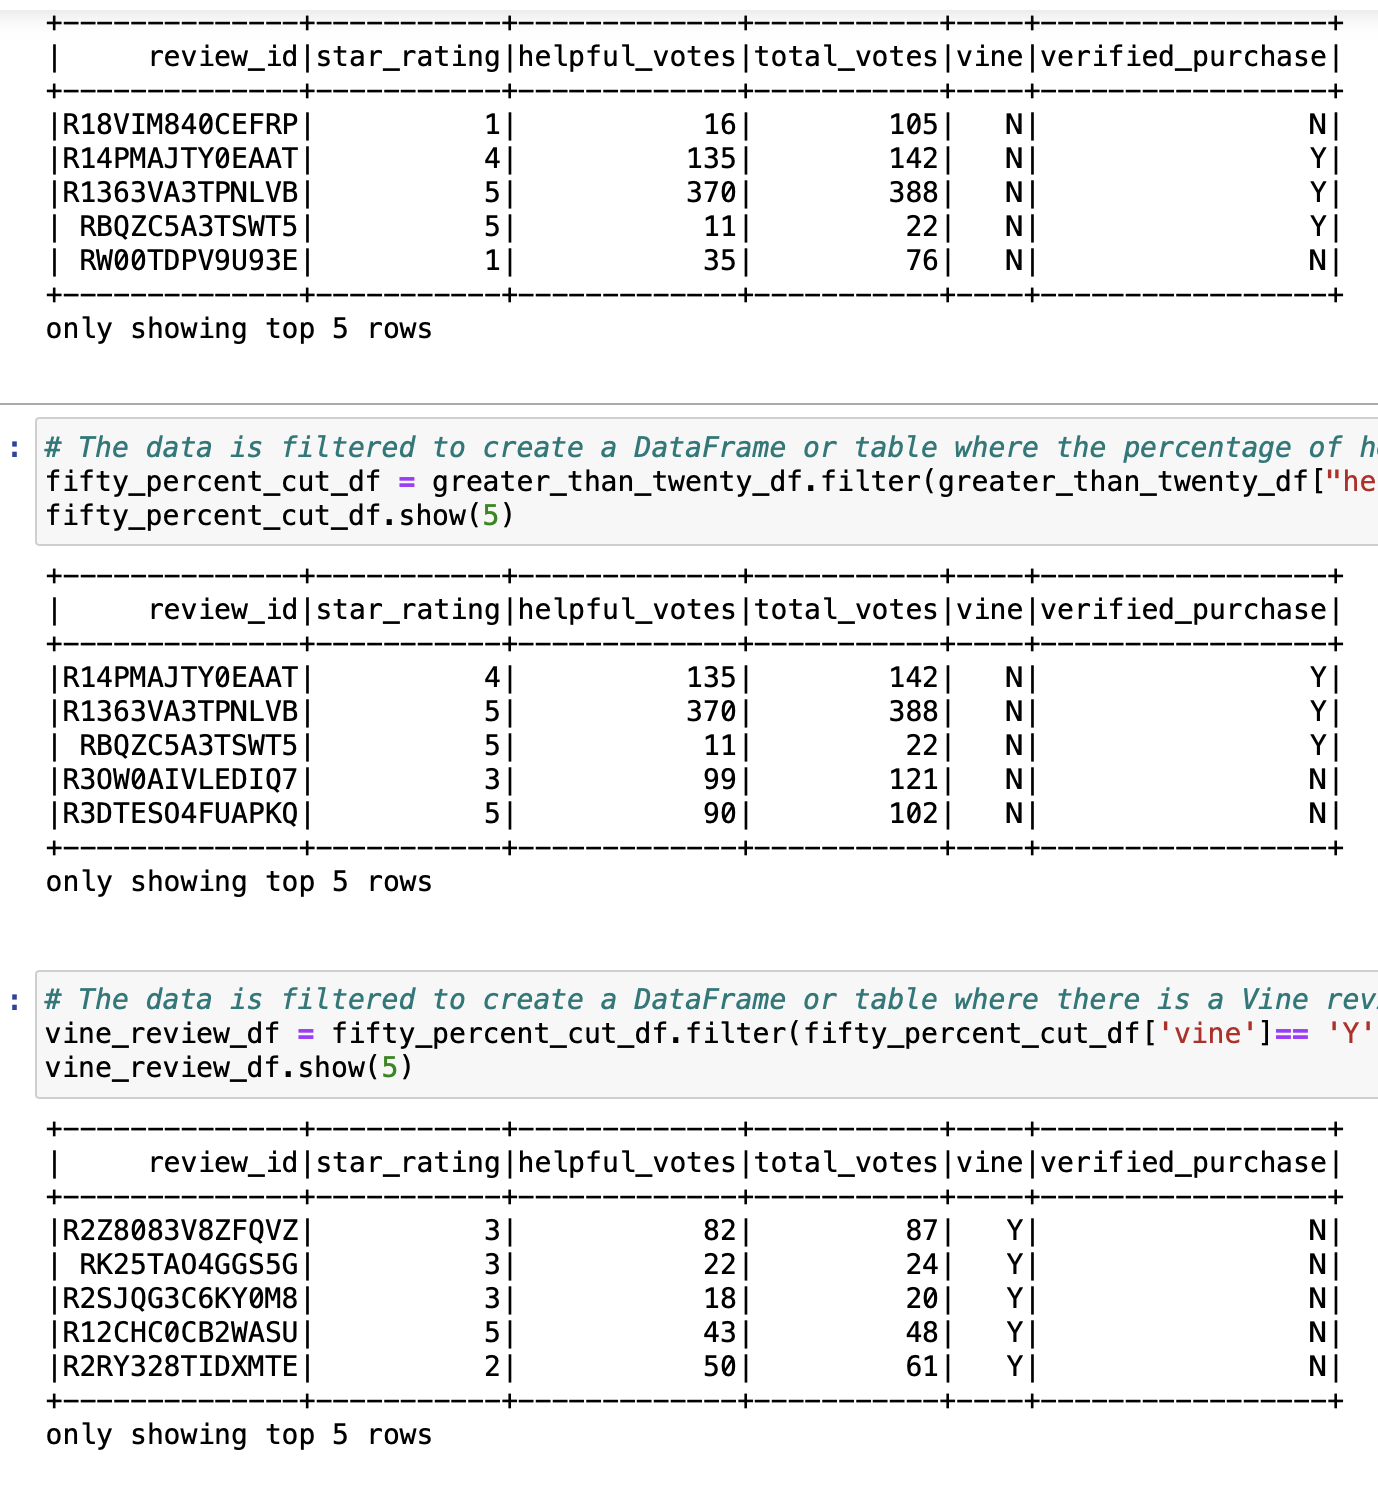 +--------------+-----------+-------------+-----------+----+-----------------+
|     review_id|star_rating|helpful_votes|total_votes|vine|verified_purchase|
+--------------+-----------+-------------+-----------+----+-----------------+
|R18VIM840CEFRP|          1|           16|        105|   N|                N|
|R14PMAJTY0EAAT|          4|          135|        142|   N|                Y|
|R1363VA3TPNLVB|          5|          370|        388|   N|                Y|
| RBQZC5A3TSWT5|          5|           11|         22|   N|                Y|
| RW00TDPV9U93E|          1|           35|         76|   N|                N|
+--------------+-----------+-------------+-----------+----+-----------------+
only showing top 5 rows
: # The data is filtered to create a DataFrame or table where the percentage of
fifty_percent_cut_df = greater_than_twenty_df.filter(greater_than_twenty_df["he
fifty_percent_cut_df.show(5)
+--------------+-----------+-------------+-----------+----+-----------------+
|     review_id|star_rating|helpful_votes|total_votes|vine|verified_purchase|
+--------------+-----------+-------------+-----------+----+-----------------+
|R14PMAJTY0EAAT|          4|          135|        142|   N|                Y|
|R1363VA3TPNLVB|          5|          370|        388|   N|                Y|
| RBQZC5A3TSWT5|          5|           11|         22|   N|                Y|
|R3OW0AIVLEDIQ7|          3|           99|        121|   N|                N|
|R3DTESO4FUAPKQ|          5|           90|        102|   N|                N|
+--------------+-----------+-------------+-----------+----+-----------------+
only showing top 5 rows
: # The data is filtered to create a DataFrame or table where there is a Vine rev
vine_review_df = fifty_percent_cut_df.filter(fifty_percent_cut_df['vine']== 'Y'
vine_review_df.show(5)
+--------------+-----------+-------------+-----------+----+-----------------+
|     review_id|star_rating|helpful_votes|total_votes|vine|verified_purchase|
+--------------+-----------+-------------+-----------+----+-----------------+
|R2Z8083V8ZFQVZ|          3|           82|         87|   Y|                N|
| RK25TAO4GGS5G|          3|           22|         24|   Y|                N|
|R2SJQG3C6KY0M8|          3|           18|         20|   Y|                N|
|R12CHC0CB2WASU|          5|           43|         48|   Y|                N|
|R2RY328TIDXMTE|          2|           50|         61|   Y|                N|
+--------------+-----------+-------------+-----------+----+-----------------+
only showing top 5 rows